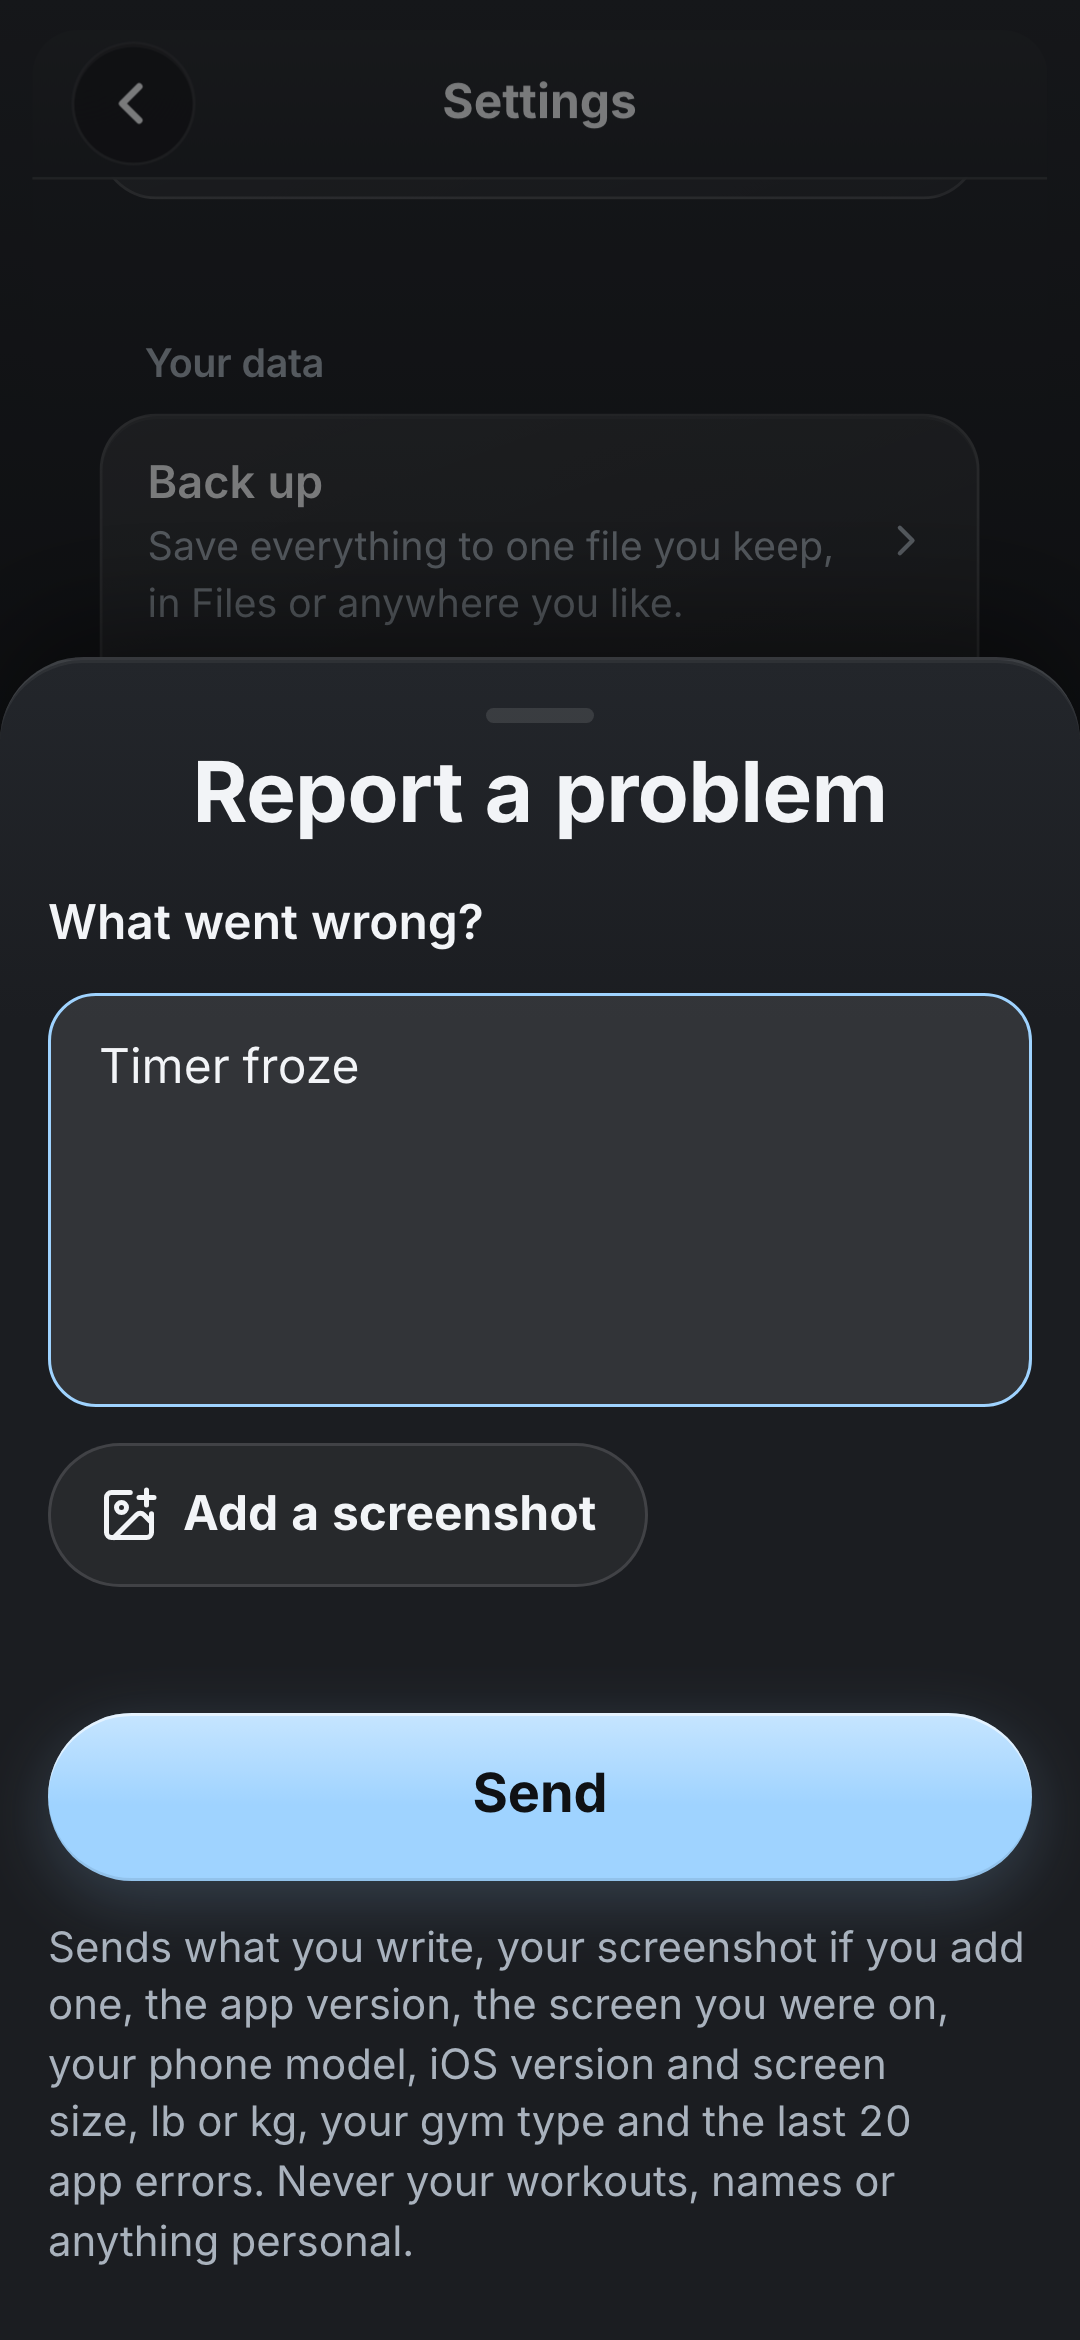 Settings
Your data
Back up
Save everything to one file you keep,
in Files or anywhere you like.
Report a problem
What went wrong?
Timer froze
Add a screenshot
Send
Sends what you write, your screenshot if you add
one, the app version, the screen you were on,
your phone model, iOS version and screen
size, lb or kg, your gym type and the last 20
app errors. Never your workouts, names or
anything personal.